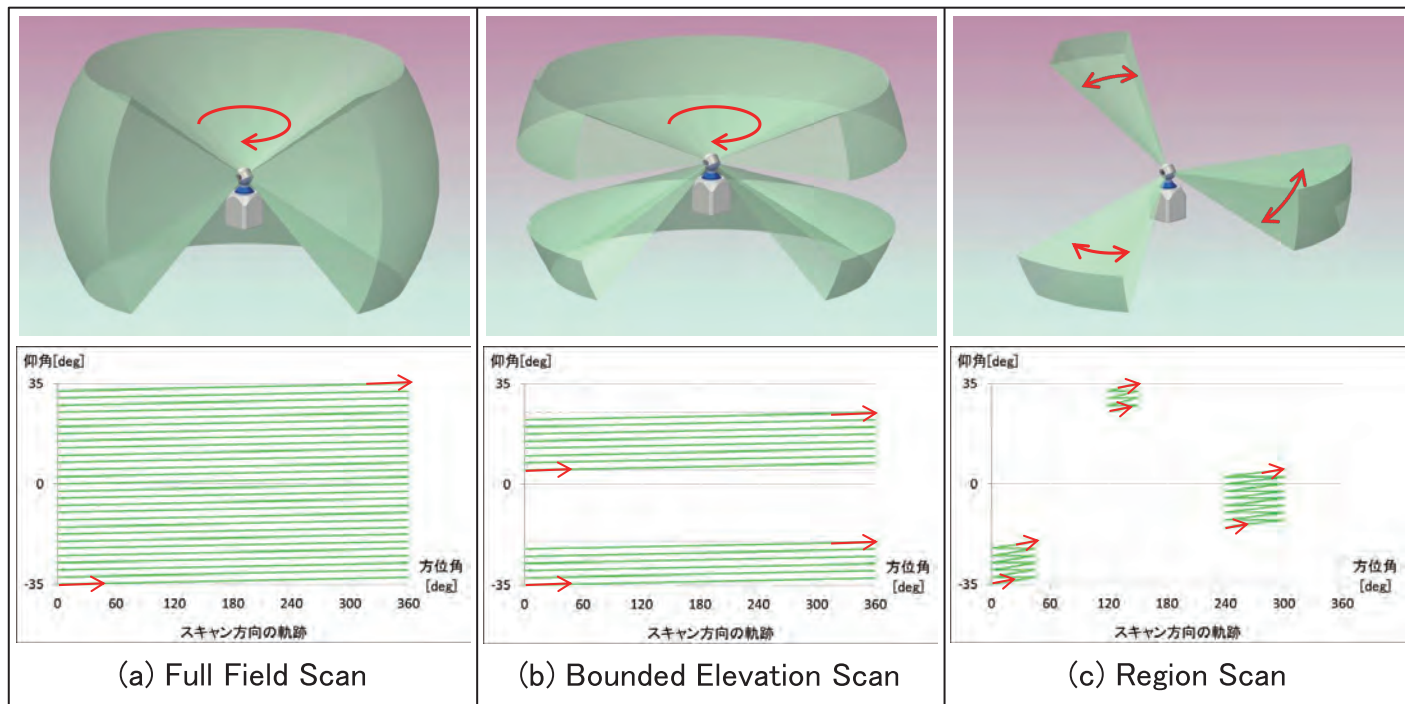 仰角[deg]
35
0
-35
方位角
[deg]
0 60 120 180 240 300 360
スキャン方向の軌跡
(a) Full Field Scan
仰角[deg]
35
0
-35
方位角
[deg]
0 60 120 180 240 300 360
スキャン方向の軌跡
(b) Bounded Elevation Scan
仰角[deg]
35
0
-35
方位角
[deg]
0 60 120 180 240 300 360
スキャン方向の軌跡
(c) Region Scan